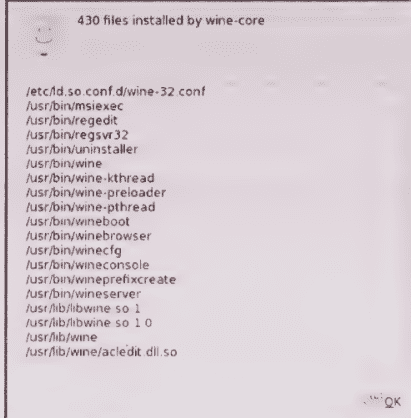 430 files installed by wine-core
/etc/ld.so.conf.d/wine-32.conf
/usr/bin/msiexec
/usr/bin/regedit
/usr/bin/regsvr32
/usr/bin/uninstaller
/usr/bin/wine
/usr/bin/wine-kthread
/usr/bin/wine-preloader
/usr/bin/wine-pthread
/usr/bin/wineboot
/usr/bin/winebrowser
/usr/bin/winecfg
/usr/bin/wineconsole
/usr/bin/wineprefixcreate
/usr/bin/wineserver
/usr/lib/libwine.so.1
/usr/lib/libwine.so.1.0
/usr/lib/wine
/usr/lib/wine/acledit.dll.so
OK